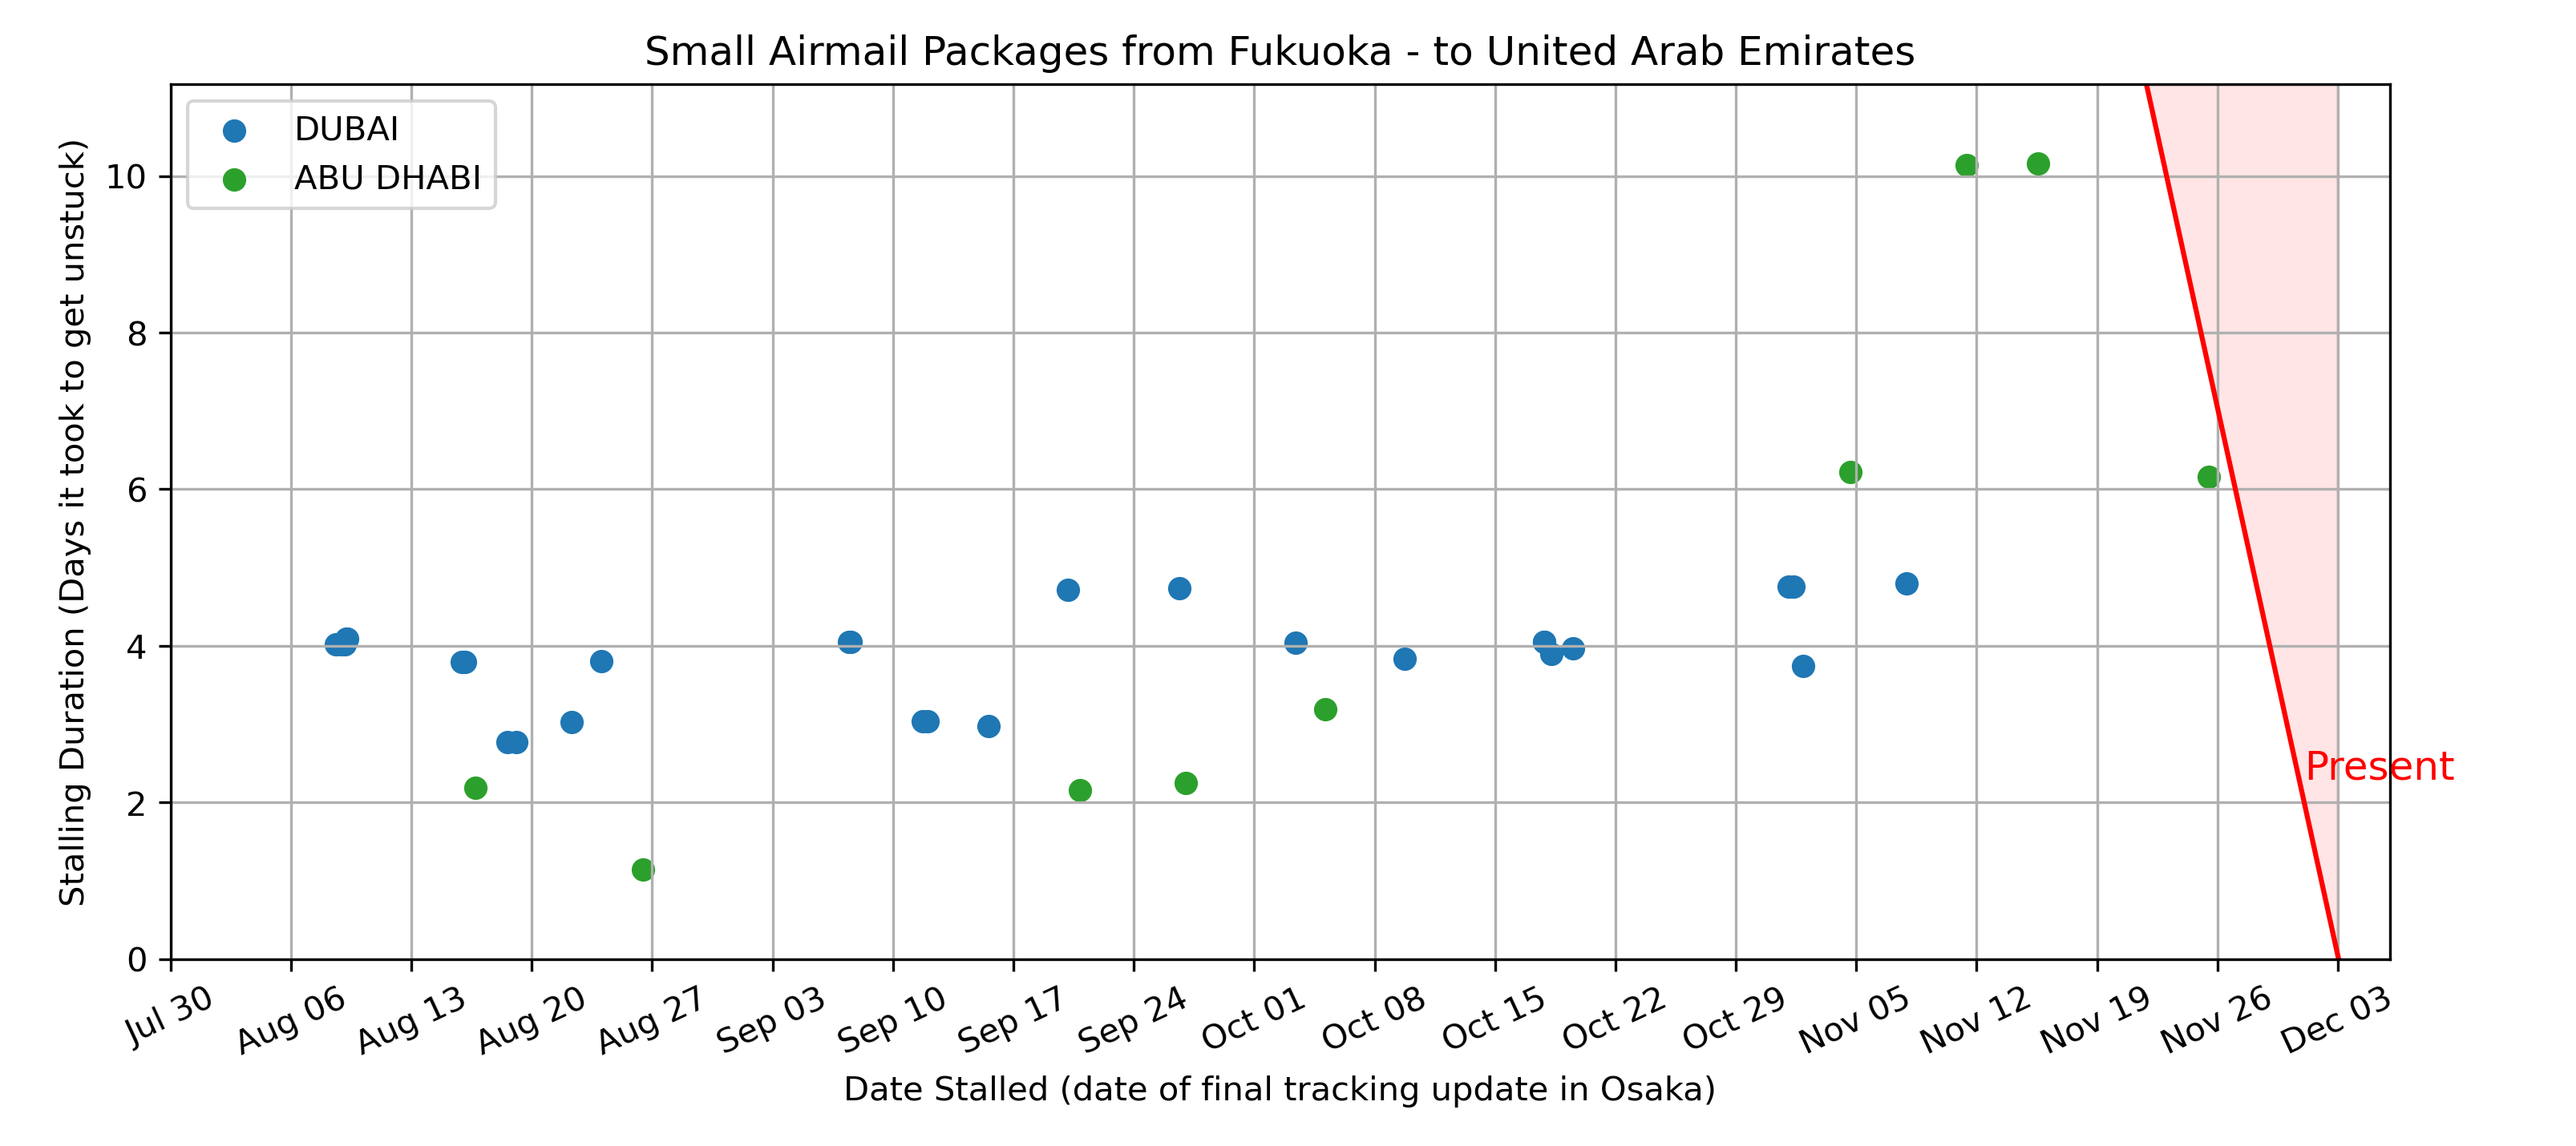 Small Airmail Packages from Fukuoka - to United Arab Emirates
DUBAI
ABU DHABI
Stalling Duration (Days it took to get unstuck)
10
8
6
4
2
0
Present
Jul 30
Aug 06
Aug 13
Aug 20
Aug 27
Sep 03
Sep 10
Sep 17
Sep 24
Oct 01
Oct 08
Oct 15
Oct 22
Oct 29
Nov 05
Nov 12
Nov 19
Nov 26
Dec 03
Date Stalled (date of final tracking update in Osaka)